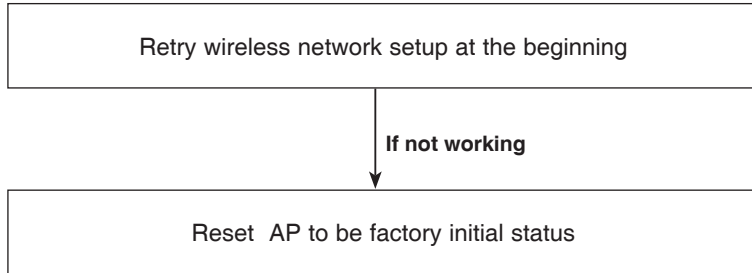 Retry wireless network setup at the beginning
If not working
Reset  AP to be factory initial status